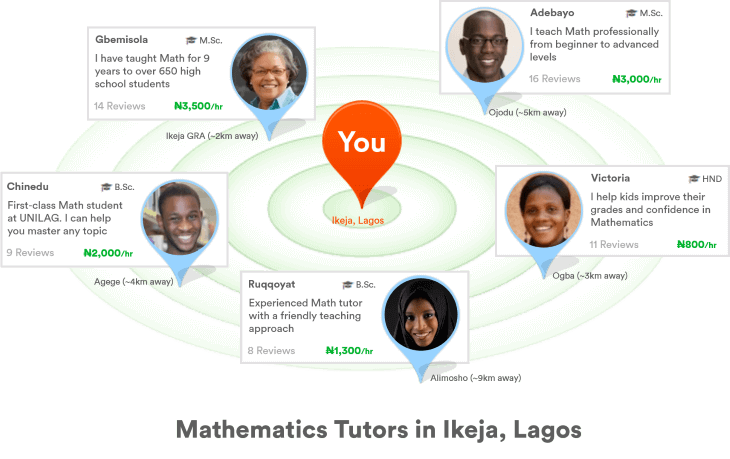 Gbemisola M.Sc.
I have taught Math for 9
years to over 650 high
school students
14 Reviews ₦3,500/hr
Ikeja GRA (~2km away)
Adebayo M.Sc.
I teach Math professionally
from beginner to advanced
levels
16 Reviews ₦3,000/hr
Ojodu (~5km away)
You
Ikeja, Lagos
Chinedu B.Sc.
First-class Math student
at UNILAG. I can help
you master any topic
9 Reviews ₦2,000/hr
Agege (~4km away)
Victoria HND
I help kids improve their
grades and confidence in
Mathematics
11 Reviews ₦800/hr
Ogba (~3km away)
Ruqqoyat B.Sc.
Experienced Math tutor
with a friendly teaching
approach
8 Reviews ₦1,300/hr
Alimosho (~9km away)
Mathematics Tutors in Ikeja, Lagos